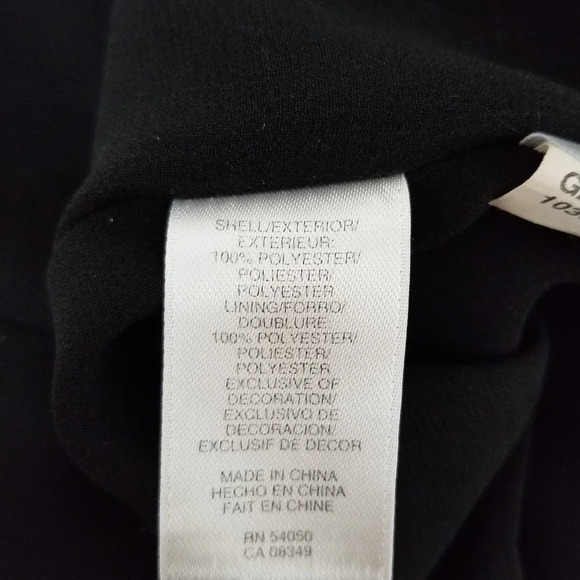 SHELL/EXTERIOR/
EXTERIEUR:
100% POLYESTER/
POLIESTER/
POLYESTER
LINING/FORRO/
DOUBLURE:
100% POLYESTER/
POLIESTER/
POLYESTER
EXCLUSIVE OF
DECORATION/
EXCLUSIVO DE
DECORACION/
EXCLUSIF DE DECOR
MADE IN CHINA
HECHO EN CHINA
FAIT EN CHINE
RN 54050
CA 08349
103